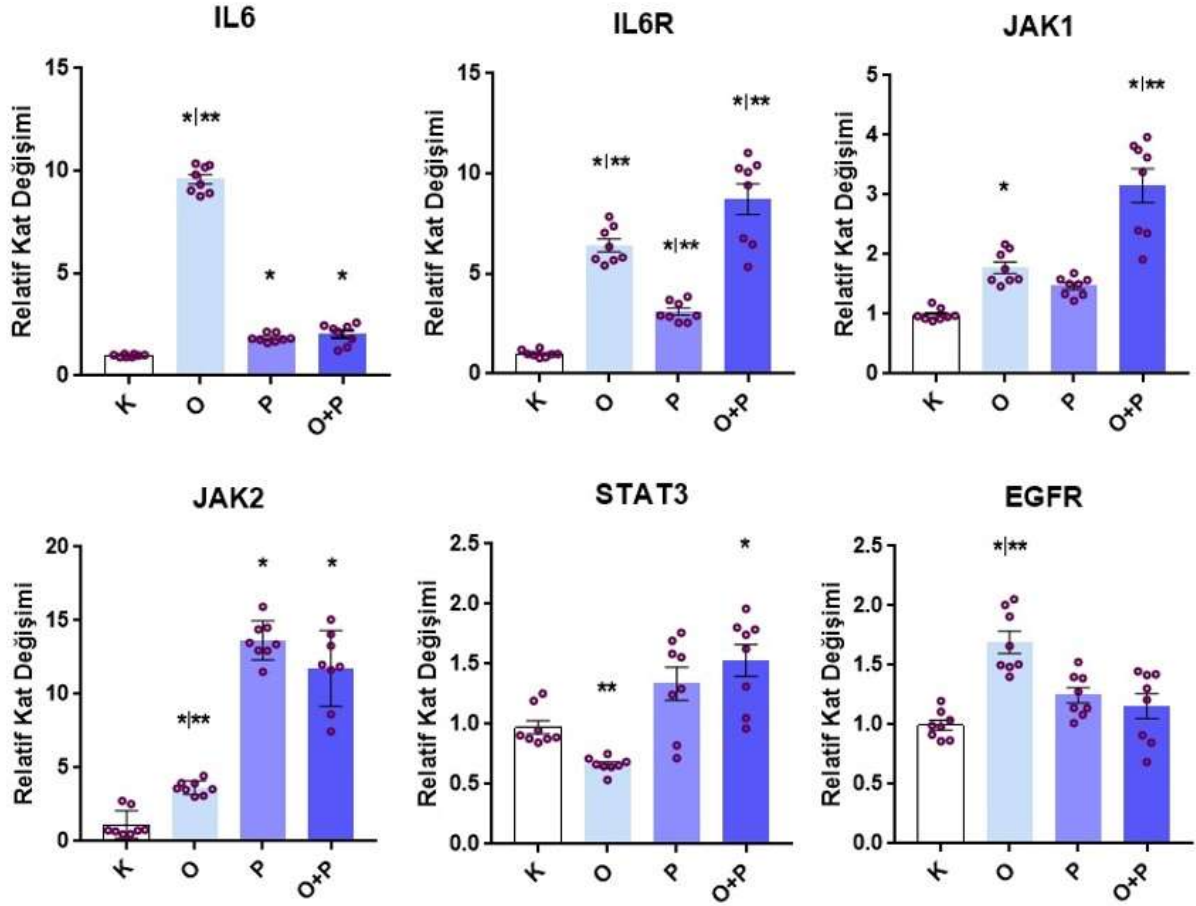 IL6
Relatif Kat Değişimi
15
10
5
0
*|**
*
*
K
O
P
O+P
IL6R
Relatif Kat Değişimi
15
10
5
0
*|**
*|**
*|**
K
O
P
O+P
JAK1
Relatif Kat Değişimi
5
4
3
2
1
0
*
*|**
K
O
P
O+P
JAK2
Relatif Kat Değişimi
20
15
10
5
0
*|**
*
*
K
O
P
O+P
STAT3
Relatif Kat Değişimi
2.5
2.0
1.5
1.0
0.5
0.0
**
*
K
O
P
O+P
EGFR
Relatif Kat Değişimi
2.5
2.0
1.5
1.0
0.5
0.0
*|**
K
O
P
O+P